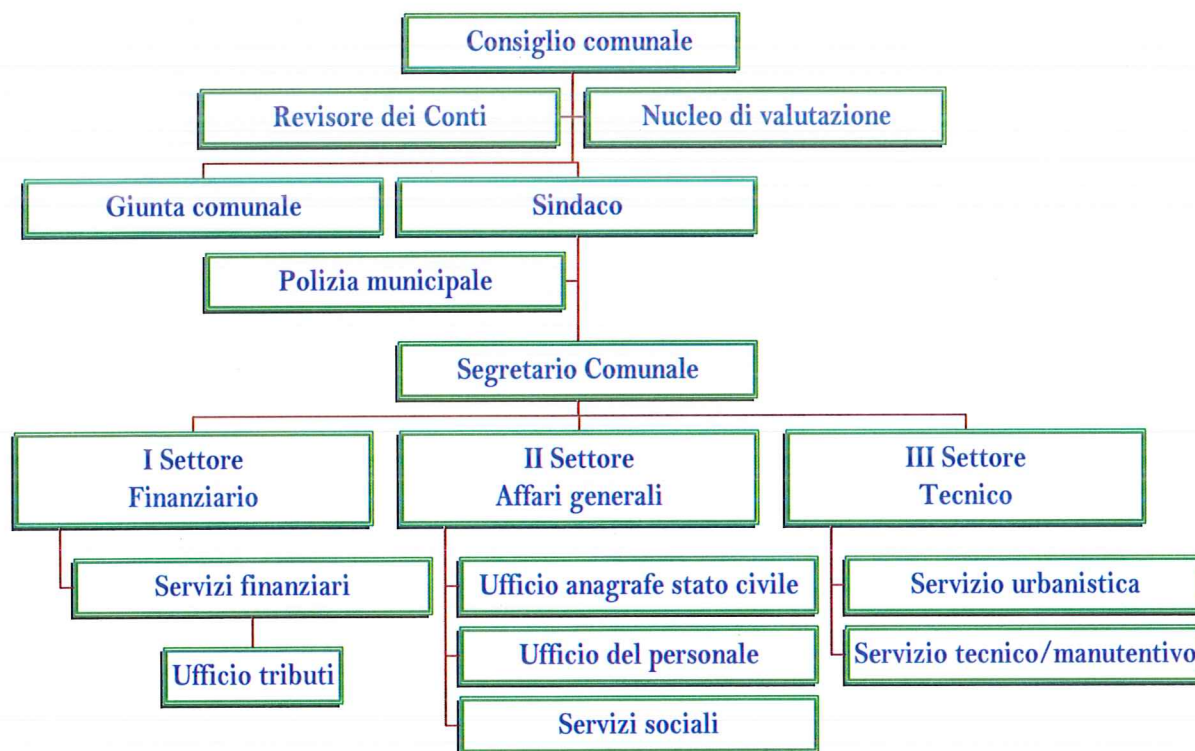 Consiglio comunale
Revisore dei Conti
Nucleo di valutazione
Giunta comunale
Sindaco
Polizia municipale
Segretario Comunale
I Settore
Finanziario
II Settore
Affari generali
III Settore
Tecnico
Servizi finanziari
Ufficio tributi
Ufficio anagrafe stato civile
Ufficio del personale
Servizi sociali
Servizio urbanistica
Servizio tecnico/manutentivo